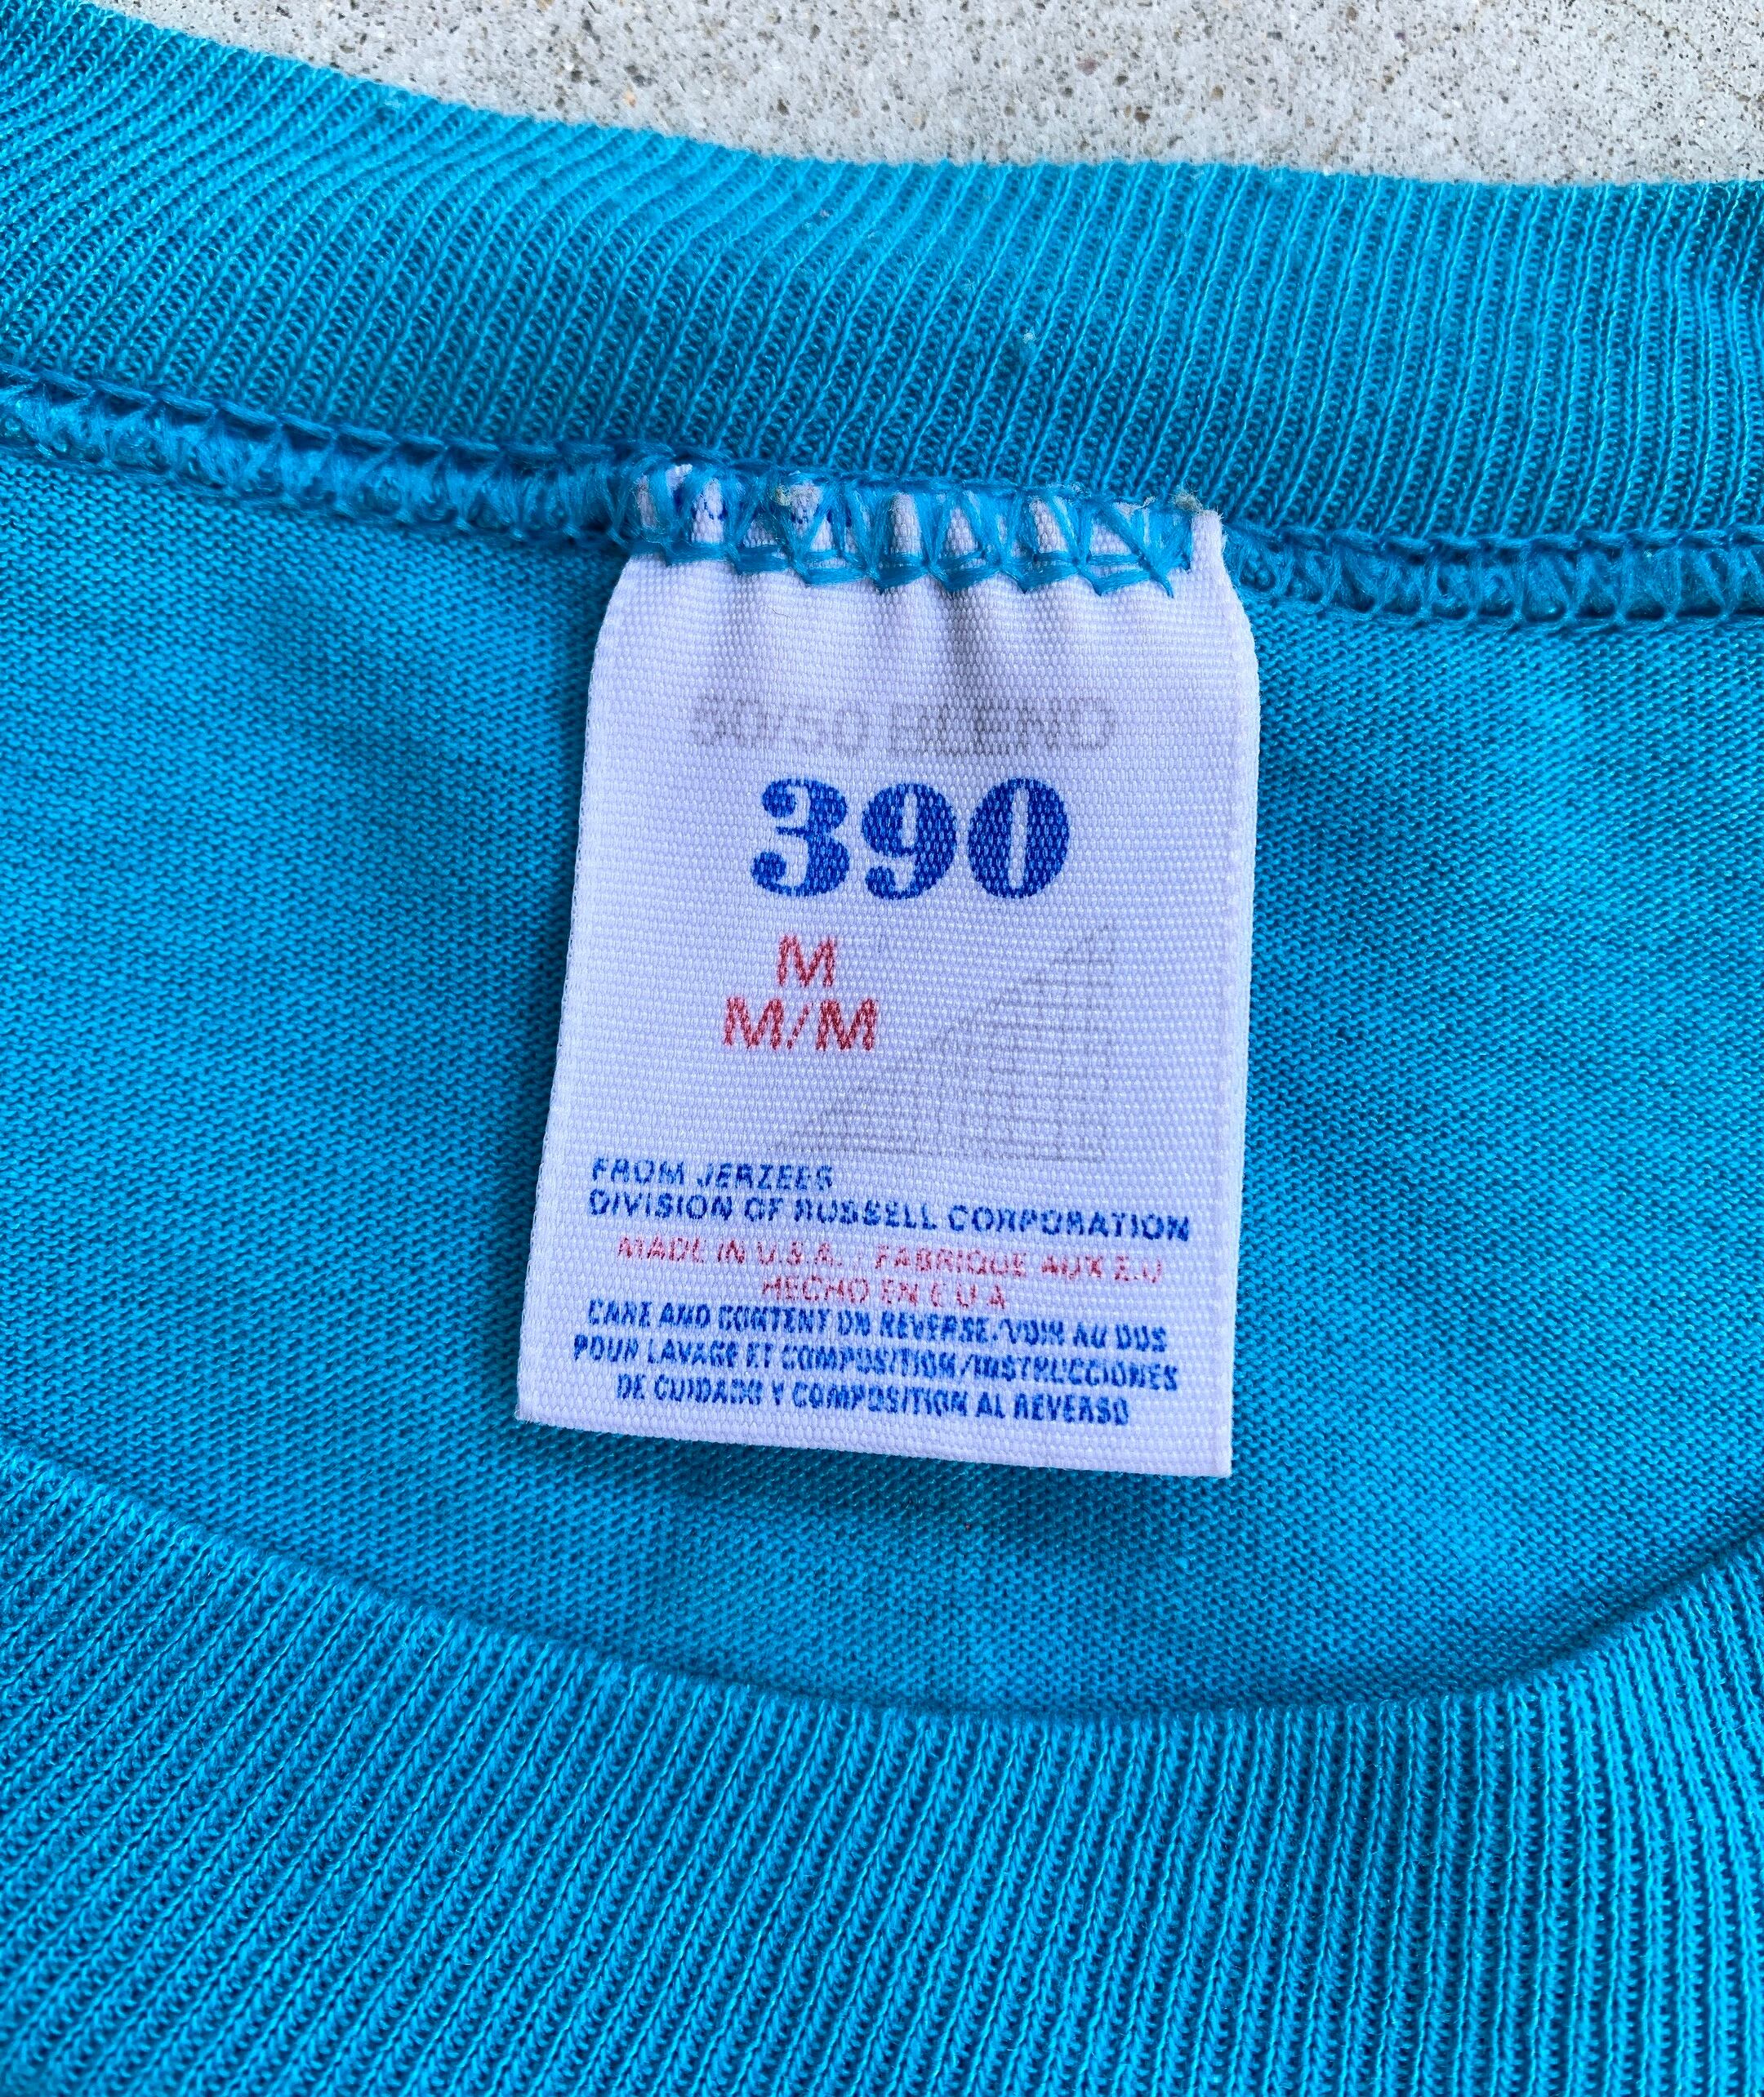 50/50 BLEND
390
M
M/M
FROM JERZEES
DIVISION OF RUSSELL CORPORATION
MADE IN U.S.A. · FABRIQUE AUX E.U
HECHO EN E U A
CARE AND CONTENT ON REVERSE/VOIR AU DOS
POUR LAVAGE ET COMPOSITION/INSTRUCCIONES
DE CUIDADO Y COMPOSITION AL REVERSO